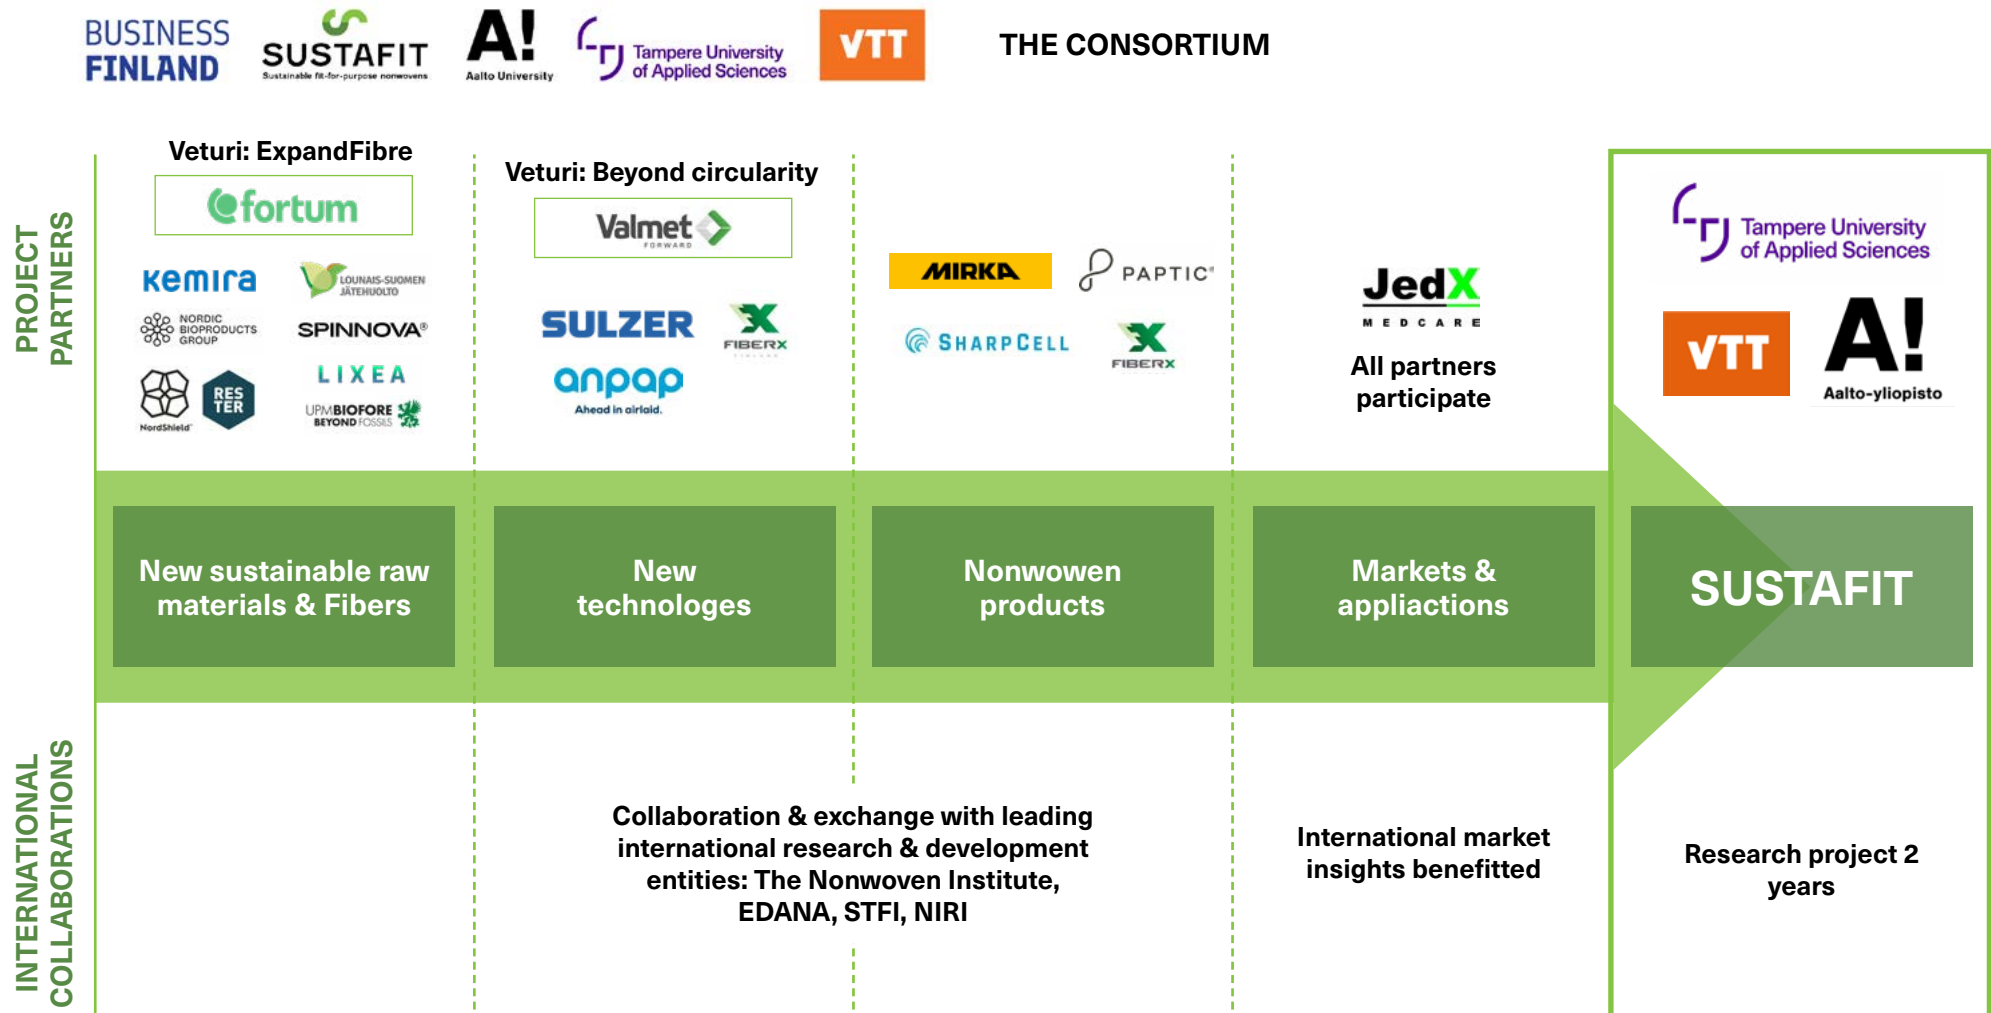 BUSINESS
FINLAND
SUSTAFIT
Sustainable fit-for-purpose nonwovens
A!
Aalto University
Tampere University
of Applied Sciences
VTT
THE CONSORTIUM
PROJECT
PARTNERS
Veturi: ExpandFibre
fortum
kemira
LOUNAIS-SUOMEN
JÄTEHUOLTO
NORDIC
BIOPRODUCTS
GROUP
SPINNOVA®
NordShield
RES
TER
LIXEA
UPM BIOFORE
BEYOND FOSSILS
Veturi: Beyond circularity
Valmet
FORWARD
SULZER
FIBERX
FINLAND
anpap
Ahead in airlaid.
MIRKA
PAPTIC®
SHARPCELL
FIBERX
JedX
MEDCARE
All partners
participate
Tampere University
of Applied Sciences
VTT
A!
Aalto-yliopisto
New sustainable raw
materials & Fibers
New
technologes
Nonwowen
products
Markets &
appliactions
SUSTAFIT
INTERNATIONAL
COLLABORATIONS
Collaboration & exchange with leading
international research & development
entities: The Nonwoven Institute,
EDANA, STFI, NIRI
International market
insights benefitted
Research project 2
years